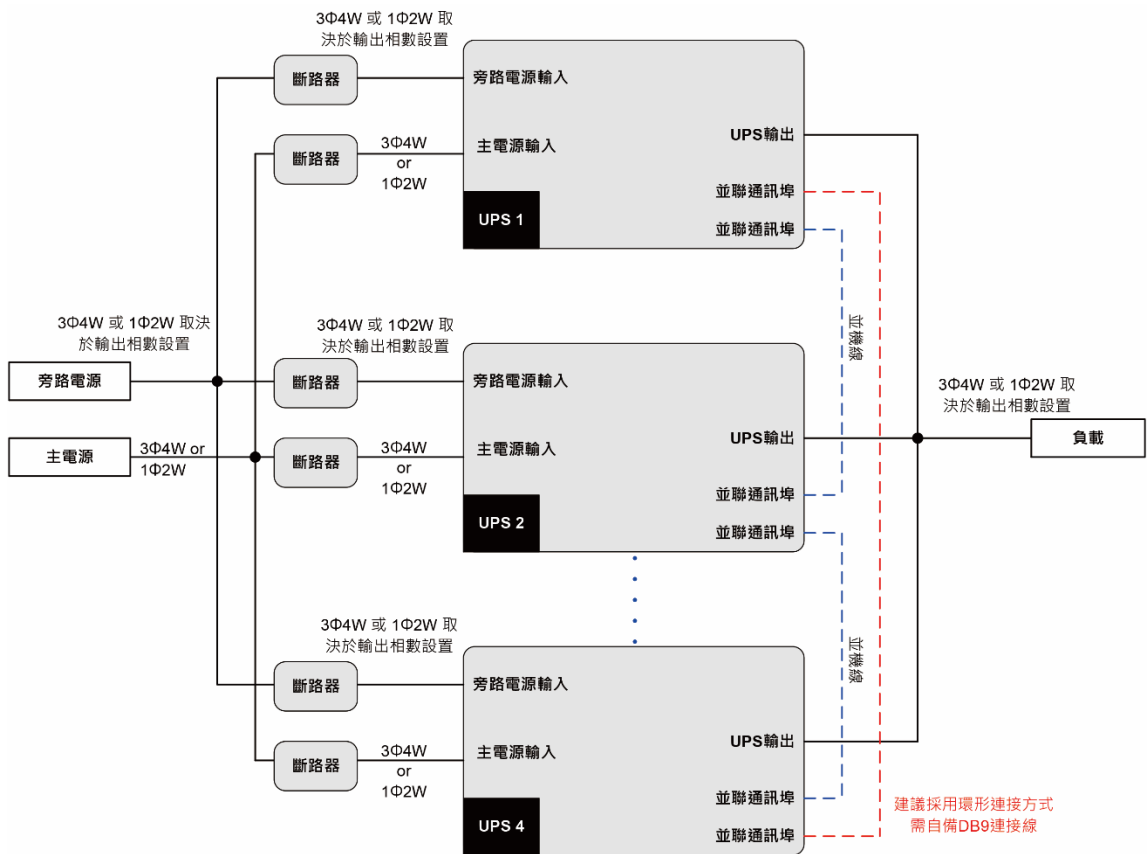 3Φ4W 或 1Φ2W 取
決於輸出相數設置
斷路器
旁路電源輸入
斷路器
3Φ4W
or
1Φ2W
主電源輸入
UPS輸出
並聯通訊埠
並聯通訊埠
UPS 1
3Φ4W 或 1Φ2W 取決
於輸出相數設置
旁路電源
主電源
3Φ4W or
1Φ2W
3Φ4W 或 1Φ2W 取
決於輸出相數設置
斷路器
旁路電源輸入
斷路器
3Φ4W
or
1Φ2W
主電源輸入
UPS輸出
並聯通訊埠
並聯通訊埠
UPS 2
並機線
3Φ4W 或 1Φ2W 取
決於輸出相數設置
負載
3Φ4W 或 1Φ2W 取
決於輸出相數設置
斷路器
旁路電源輸入
斷路器
3Φ4W
or
1Φ2W
主電源輸入
UPS輸出
並聯通訊埠
並聯通訊埠
UPS 4
並機線
建議採用環形連接方式
需自備DB9連接線